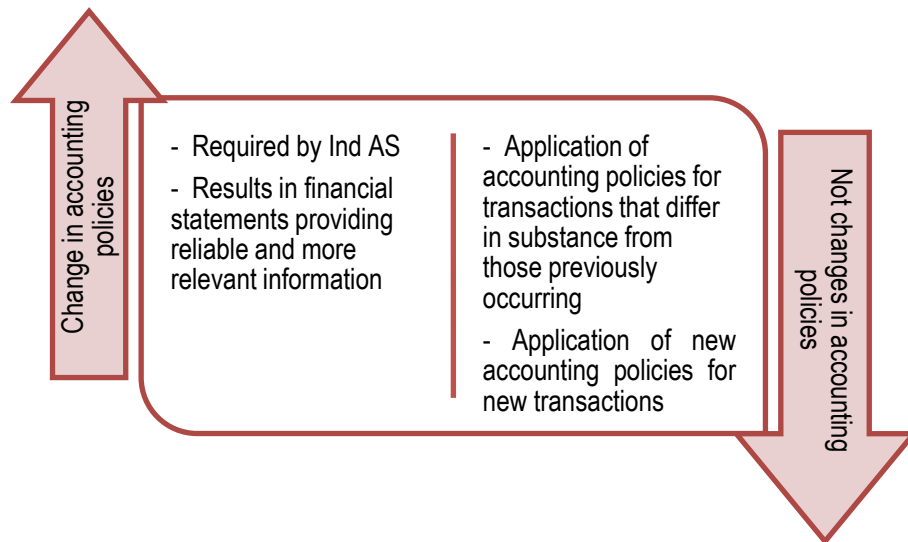 Change in accounting
policies
- Required by Ind AS
- Results in financial
statements providing
reliable and more
relevant information
- Application of
accounting policies for
transactions that differ
in substance from
those previously
occurring
- Application of new
accounting policies for
new transactions
Not changes in accounting
policies